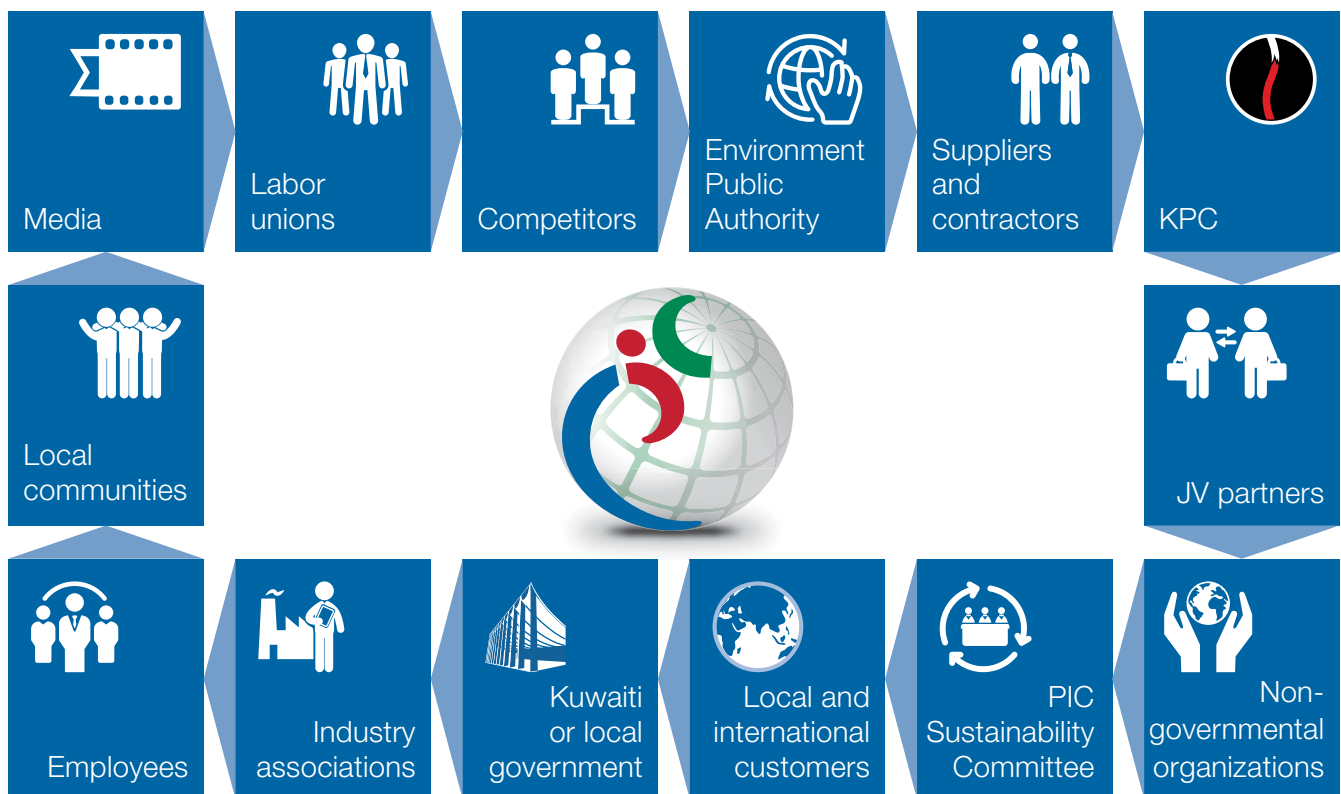 Media
Labor
unions
Competitors
Environment
Public
Authority
Suppliers
and
contractors
KPC
Local
communities
JV partners
Employees
Industry
associations
Kuwaiti
or local
government
Local and
international
customers
PIC
Sustainability
Committee
Non-
governmental
organizations